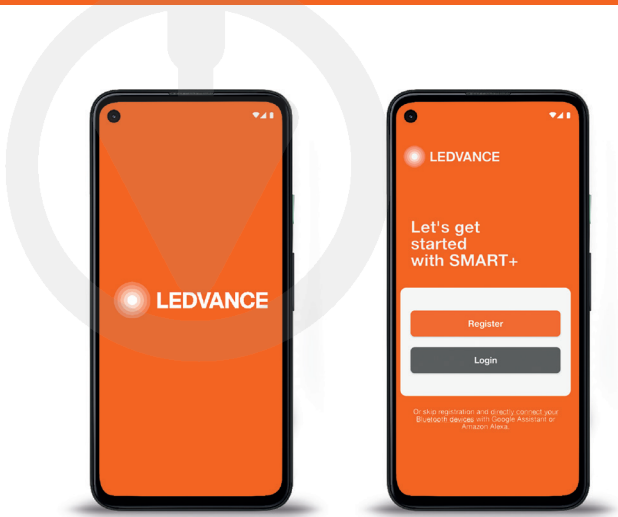 LEDVANCE
LEDVANCE
Let's get
started
with SMART+
Register
Login
Or skip registration and directly connect your
Bluetooth devices with Google Assistant or
Amazon Alexa.